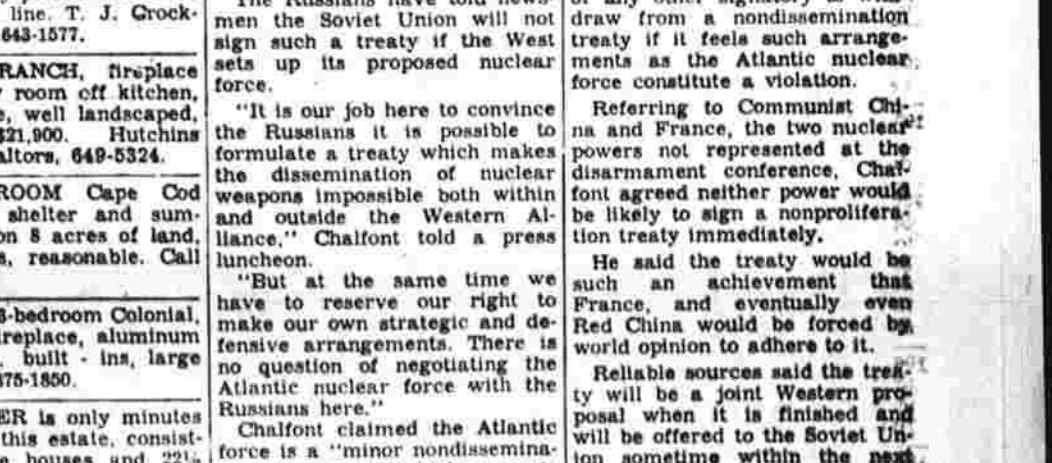 line. T. J. Crock-
643-1577.
RANCH, fireplace
room off kitchen,
well landscaped,
$21,900. Hutchins
649-5324.
ROOM Cape Cod
shelter and sum-
on 8 acres of land,
reasonable. Call
3-bedroom Colonial,
aluminum
built - ins, large
875-1850.
ER is only minutes
this estate, consist-
houses and 22½
The Russians have told news-
men the Soviet Union will not
sign such a treaty if the West
sets up its proposed nuclear
force.
"It is our job here to convince
the Russians it is possible to
formulate a treaty which makes
the dissemination of nuclear
weapons impossible both within
and outside the Western Al-
liance," Chalfont told a press
luncheon.
"But at the same time we
have to reserve our right to
make our own strategic and de-
fensive arrangements. There is
no question of negotiating the
Atlantic nuclear force with the
Russians here."
Chalfont claimed the Atlantic
force is a "minor nondissemina-
draw from a nondissemination
treaty if it feels such arrange-
ments as the Atlantic nuclear
force constitute a violation.
Referring to Communist Chi-
na and France, the two nuclear
powers not represented at the
disarmament conference, Chal-
font agreed neither power would
be likely to sign a nonprolifera-
tion treaty immediately.
He said the treaty would be
such an achievement that
France, and eventually even
Red China would be forced by
world opinion to adhere to it.
Reliable sources said the trea-
ty will be a joint Western pro-
posal when it is finished and
will be offered to the Soviet Un-
ion sometime within the next